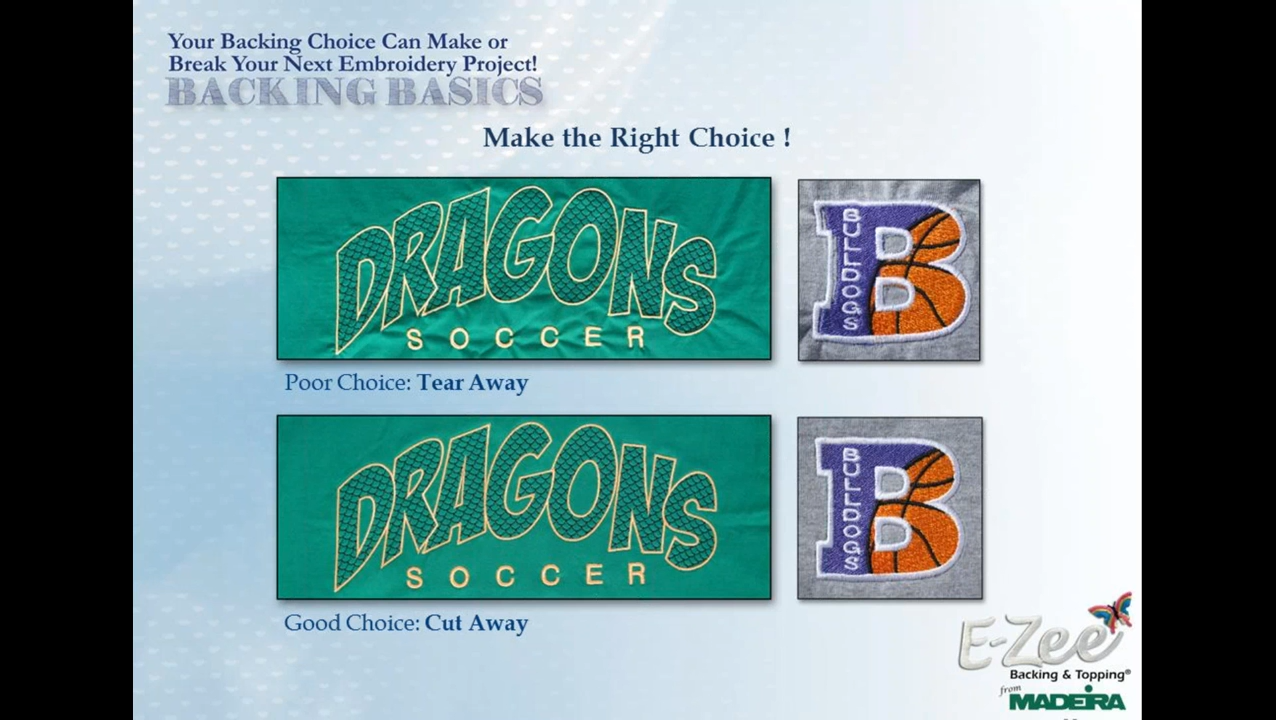 Your Backing Choice Can Make or
Break Your Next Embroidery Project!
BACKING BASICS
Make the Right Choice !
DRAGONS
SOCCER
BULLDOGS
B
Poor Choice: Tear Away
DRAGONS
SOCCER
BULLDOGS
B
Good Choice: Cut Away
E-Zee
Backing & Topping®
from
MADEIRA